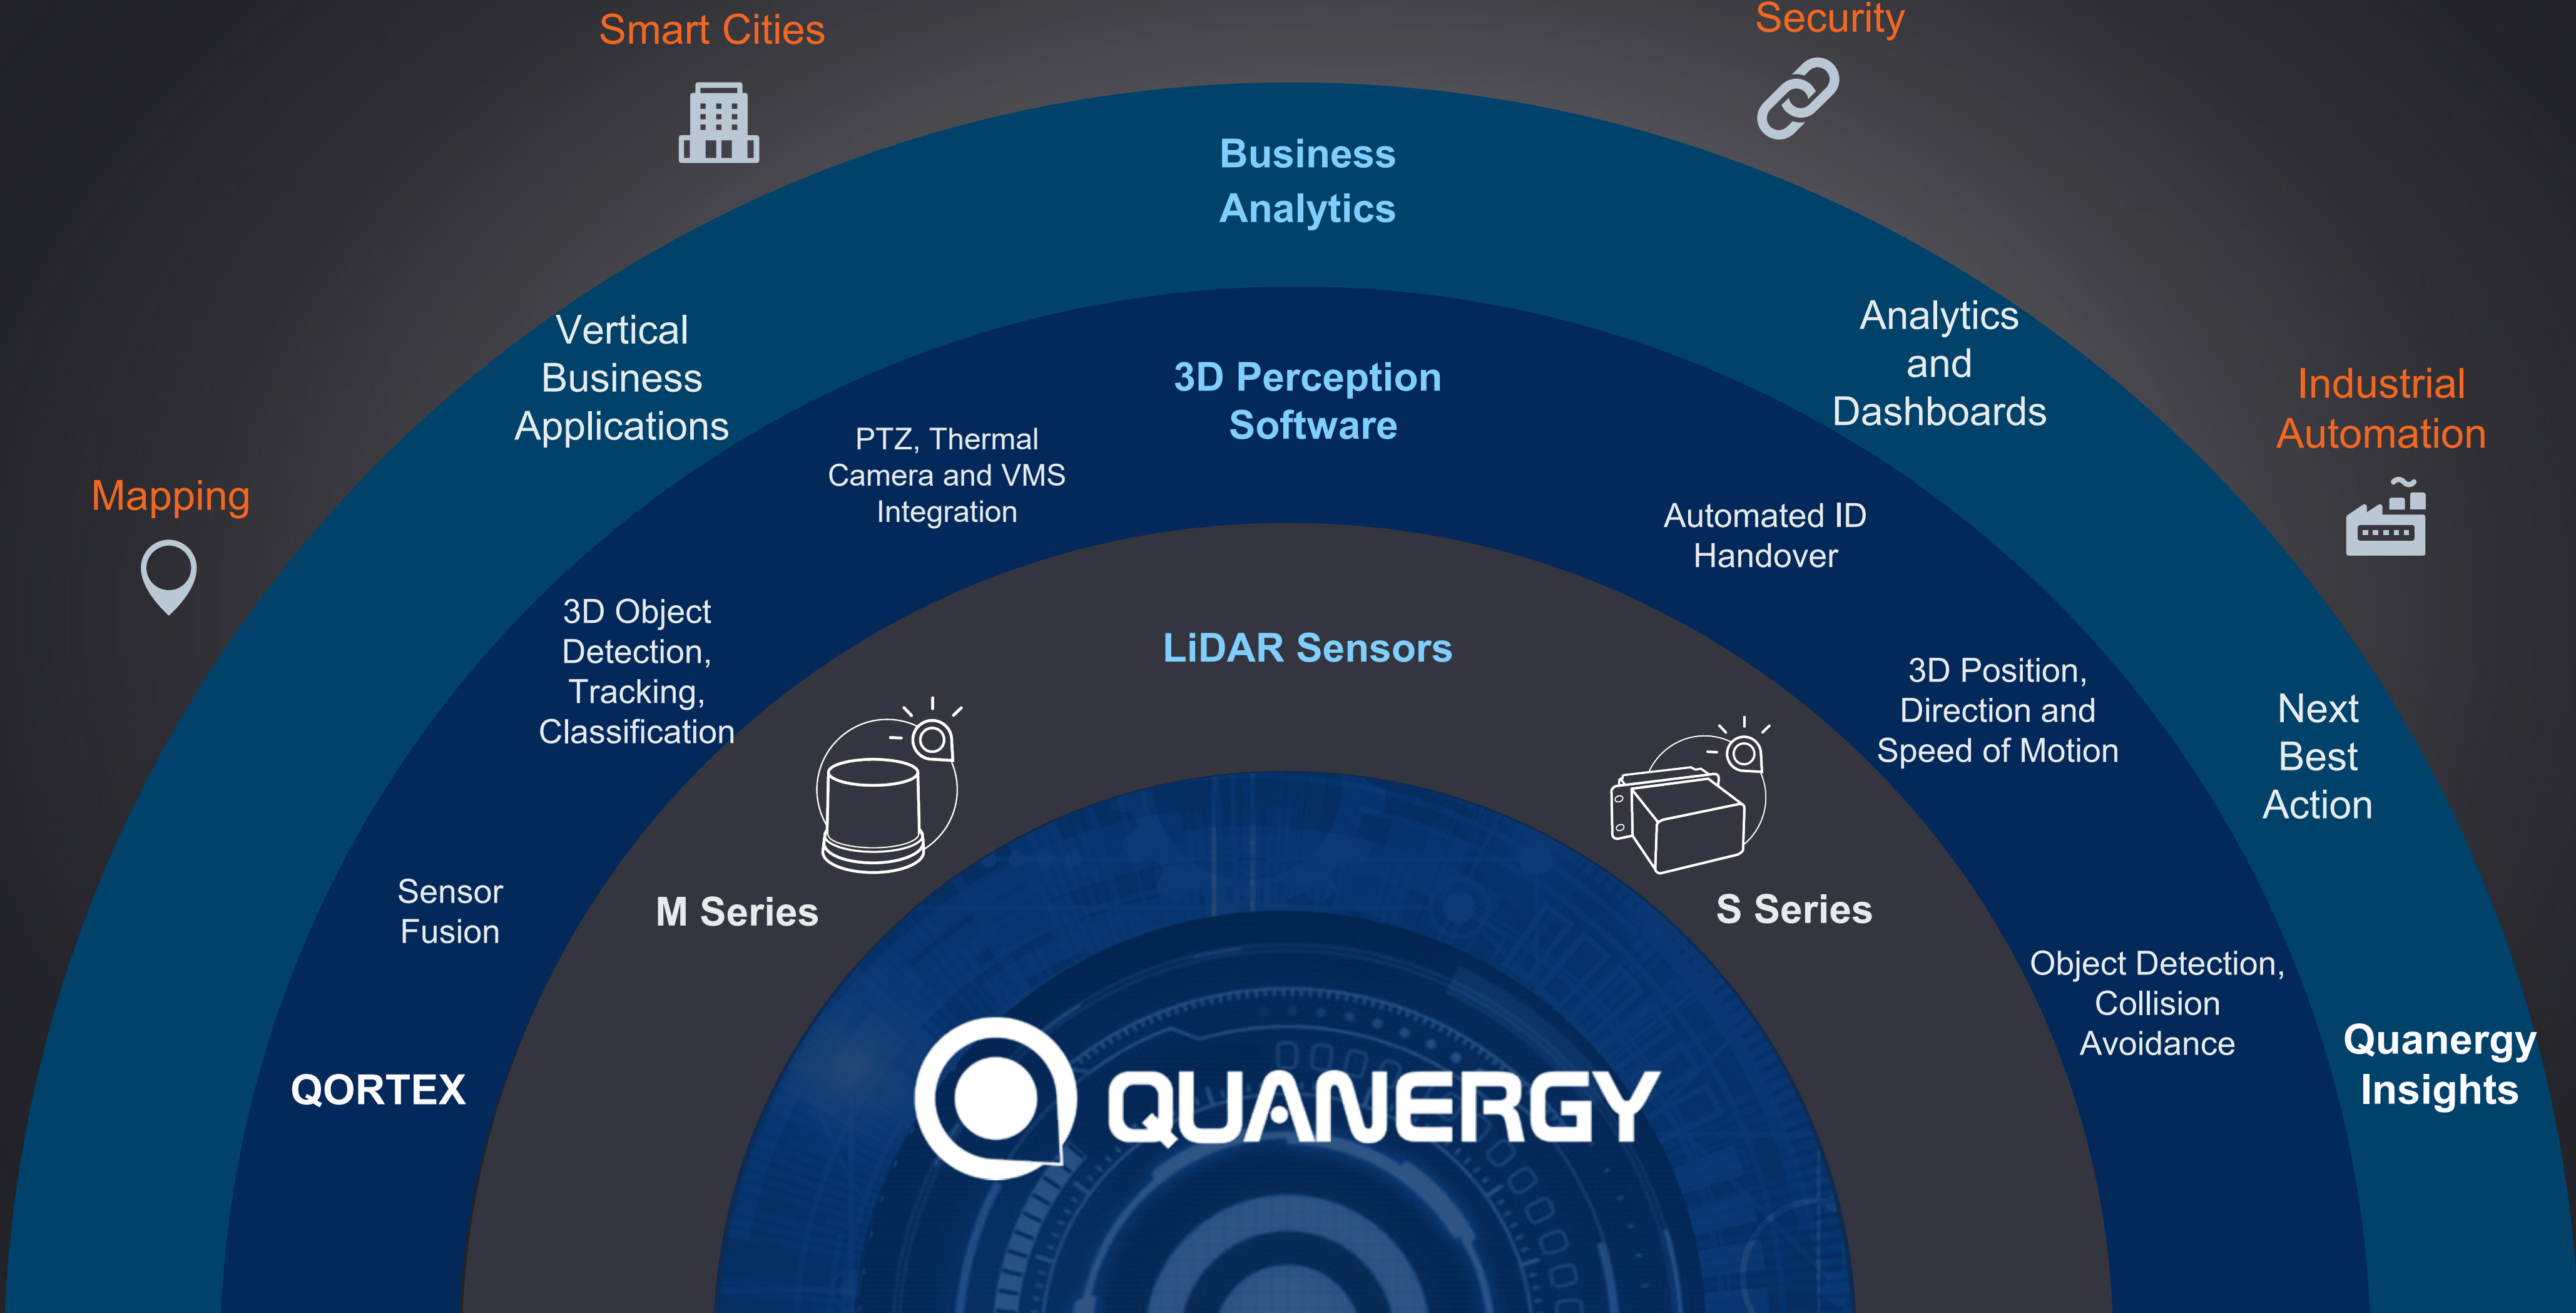 Smart Cities
Security
Mapping
Industrial
Automation
Business
Analytics
Vertical
Business
Applications
Analytics
and
Dashboards
Next
Best
Action
Quanergy
Insights
3D Perception
Software
PTZ, Thermal
Camera and VMS
Integration
Automated ID
Handover
3D Object
Detection,
Tracking,
Classification
3D Position,
Direction and
Speed of Motion
Sensor
Fusion
Object Detection,
Collision
Avoidance
QORTEX
LiDAR Sensors
M Series
S Series
QUANERGY